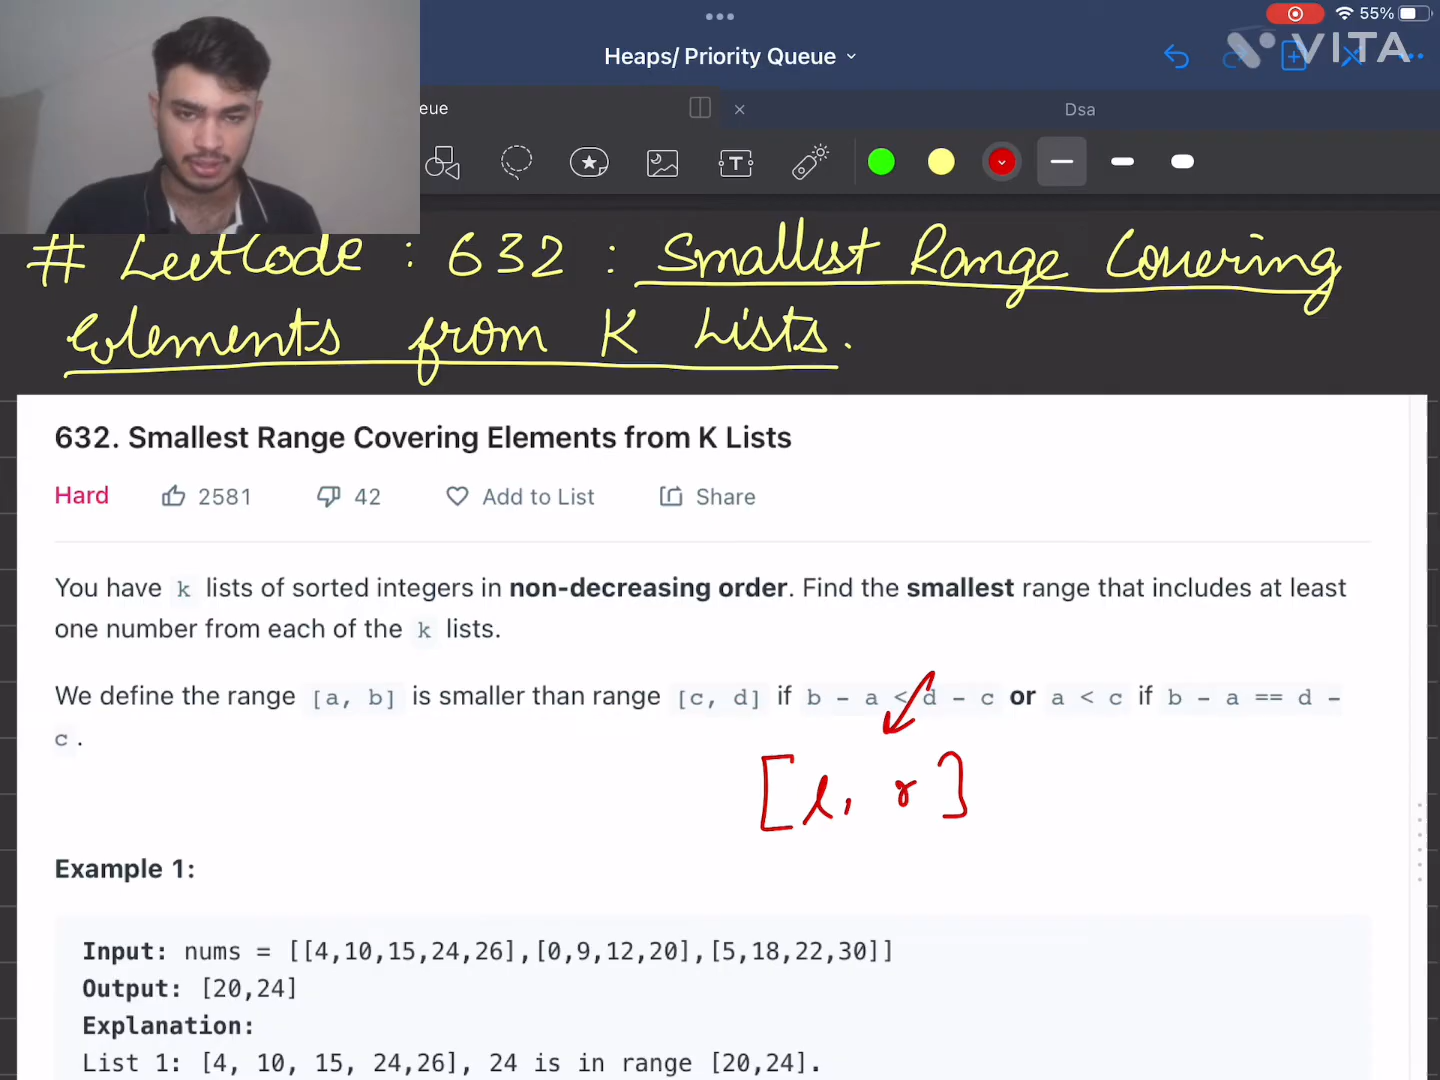 55%
Heaps/ Priority Queue
VITA
eue
Dsa
# LeetCode : 632 : Smallest Range Covering
Elements from K Lists.
632. Smallest Range Covering Elements from K Lists
Hard 2581 42 Add to List Share
You have k lists of sorted integers in non-decreasing order. Find the smallest range that includes at least
one number from each of the k lists.
We define the range [a, b] is smaller than range [c, d] if b - a < d - c or a < c if b - a == d -
c .
[l, r]
Example 1:
Input: nums = [[4,10,15,24,26],[0,9,12,20],[5,18,22,30]]
Output: [20,24]
Explanation:
List 1: [4, 10, 15, 24,26], 24 is in range [20,24].